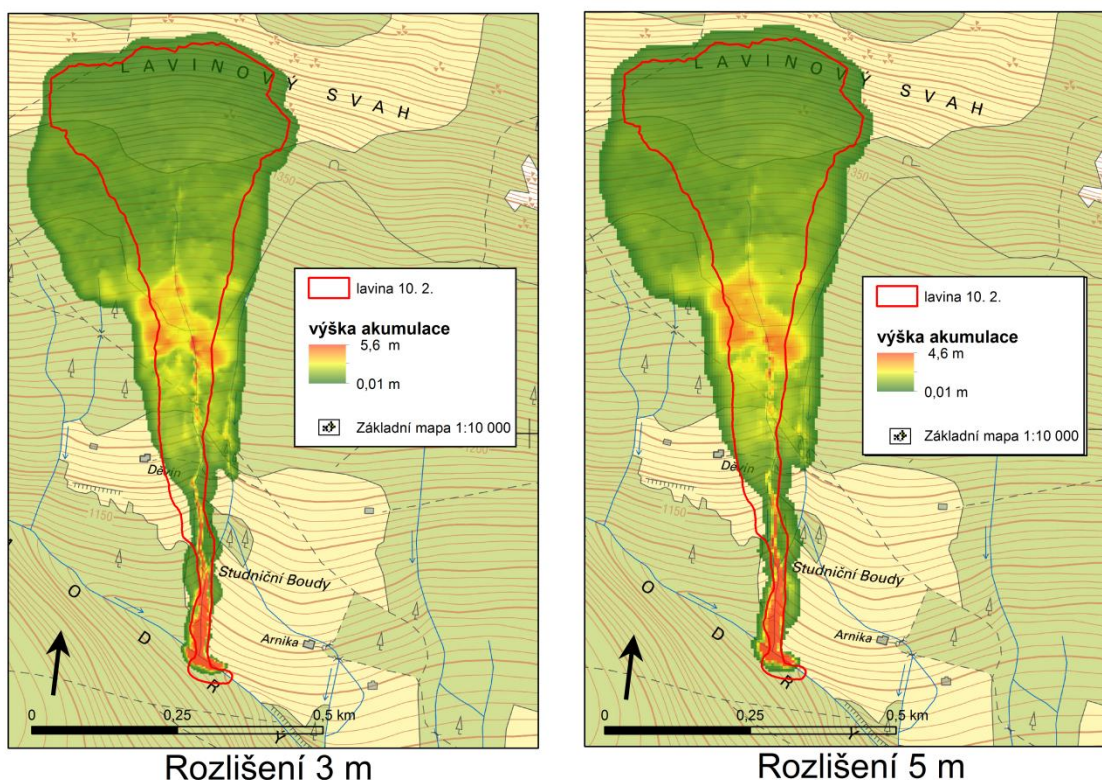 LAVINOVÝ
SVAH
1350
lavina 10. 2.
výška akumulace
5,6 m
0,01 m
Základní mapa 1:10 000
1200
Děvín
1150
Studniční Boudy
O
D
Arnika
R
0
0,25
0,5 km
Ý
Rozlišení 3 m
LAVINOVÝ
SVAH
1350
lavina 10. 2.
výška akumulace
4,6 m
0,01 m
Základní mapa 1:10 000
Děvín
1150
Studniční Boudy
O
D
Arnika
R
0
0,25
0,5 km
Ý
Rozlišení 5 m